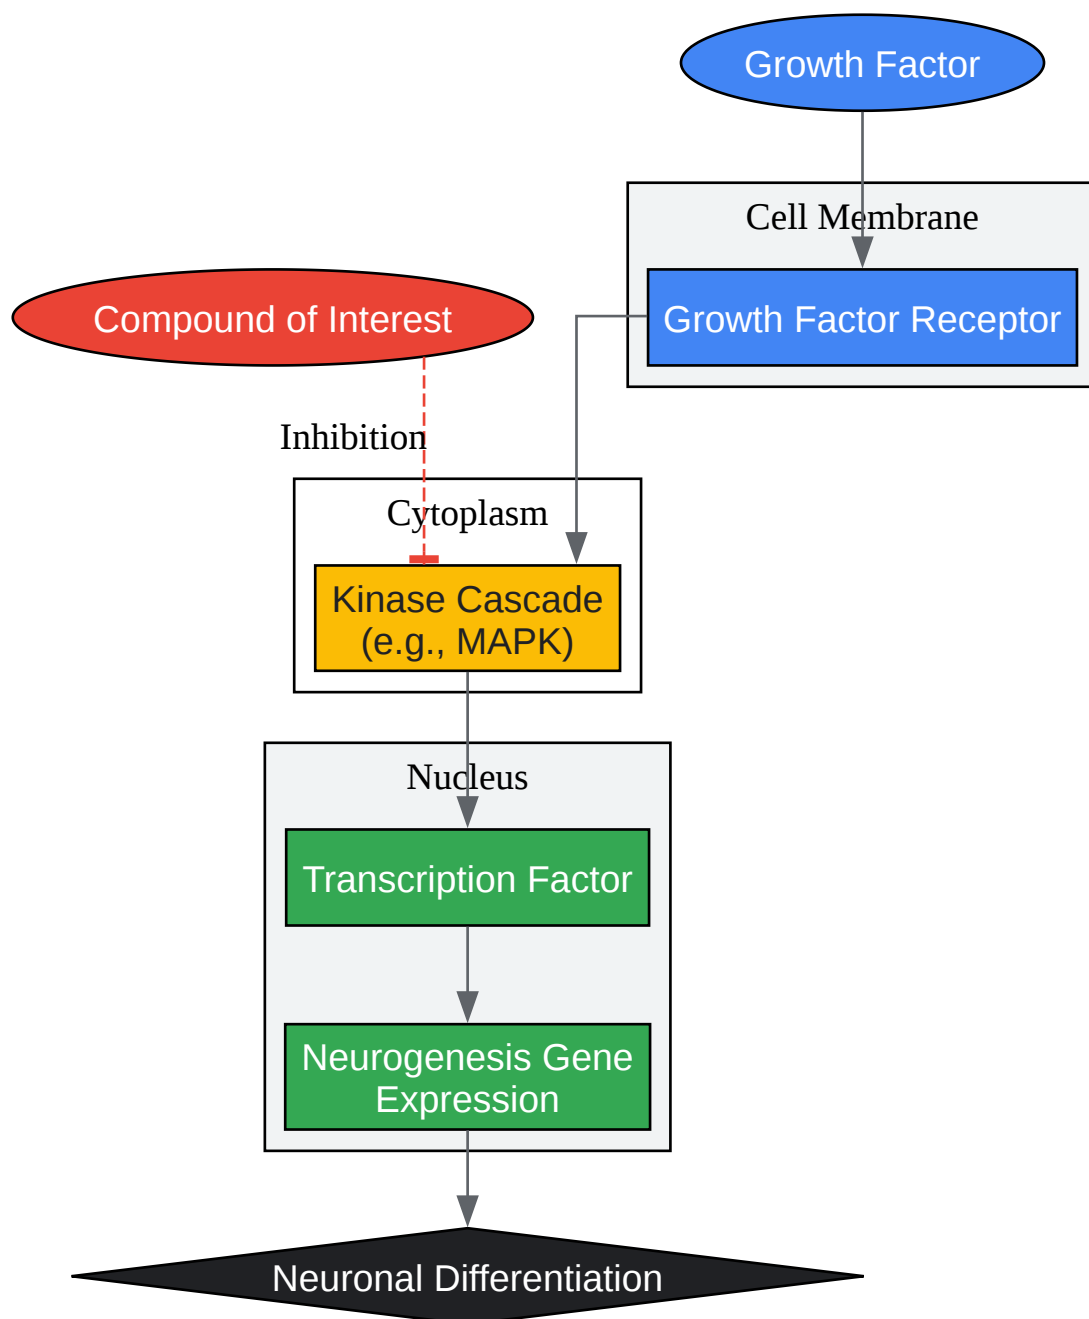 Growth Factor
Cell Membrane
Compound of Interest
Growth Factor Receptor
Inhibition
Cytoplasm
Kinase Cascade
(e.g., MAPK)
Nucleus
Transcription Factor
Neurogenesis Gene
Expression
Neuronal Differentiation